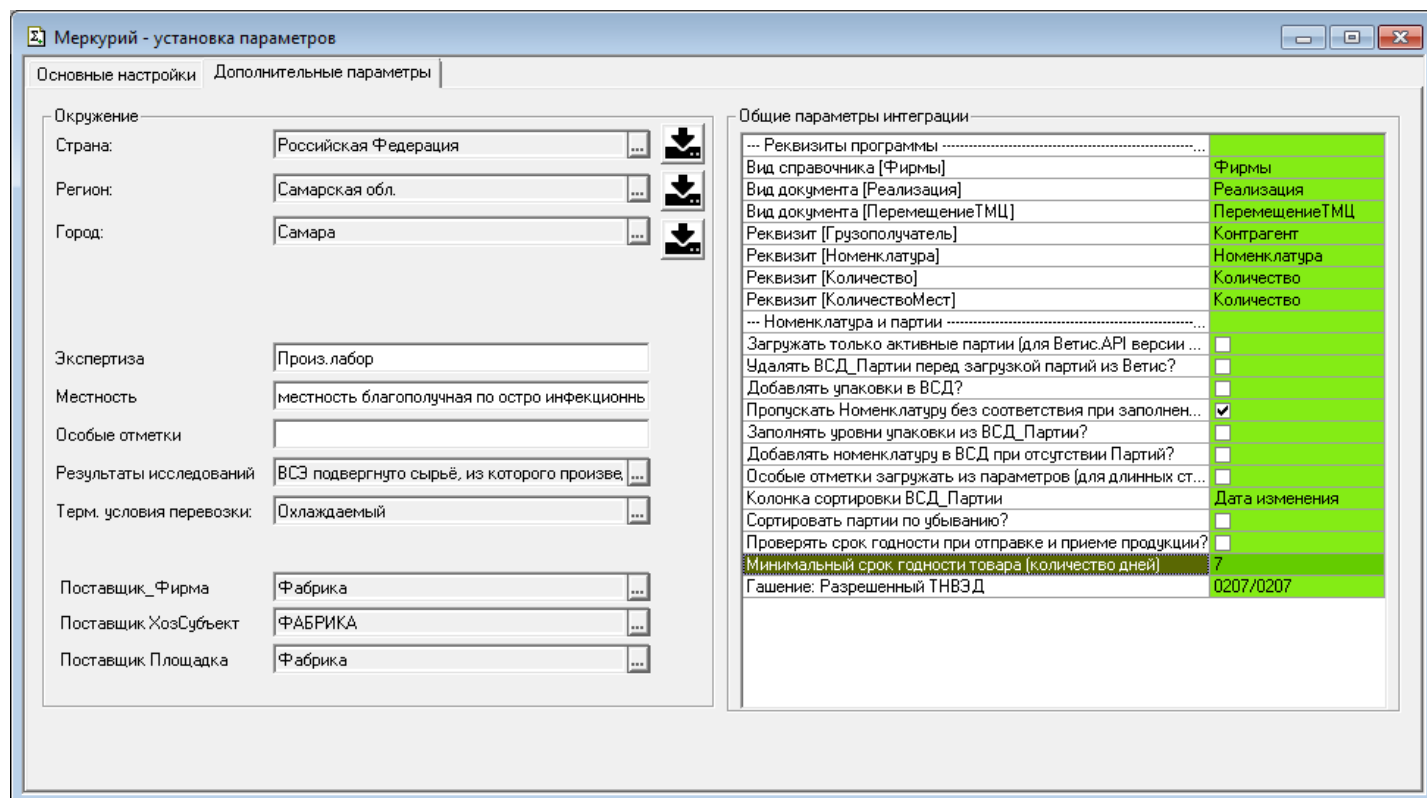 Меркурий - установка параметров
Основные настройки
Дополнительные параметры
Окружение
Страна:
Российская Федерация
...
Регион:
Самарская обл.
...
Город:
Самара
...
Экспертиза
Произ.лабор
Местность
местность благополучная по остро инфекционнь
Особые отметки
Результаты исследований
ВСЭ подвергнуто сырьё, из которого произве,
...
Терм. условия перевозки:
Охлаждаемый
...
Поставщик_Фирма
Фабрика
...
Поставщик ХозСубъект
ФАБРИКА
...
Поставщик Площадка
Фабрика
...
Общие параметры интеграции
--- Реквизиты программы ---...
Вид справочника [Фирмы] Фирмы
Вид документа [Реализация] Реализация
Вид документа [ПеремещениеТМЦ] ПеремещениеТМЦ
Реквизит [Грузополучатель] Контрагент
Реквизит [Номенклатура] Номенклатура
Реквизит [Количество] Количество
Реквизит [КоличествоМест] Количество
--- Номенклатура и партии ---...
Загружать только активные партии (для Ветис.API версии ...
Удалять ВСД_Партии перед загрузкой партий из Ветис?
Добавлять упаковки в ВСД?
Пропускать Номенклатуру без соответствия при заполнен...
Заполнять уровни упаковки из ВСД_Партии?
Добавлять номенклатуру в ВСД при отсутствии Партий?
Особые отметки загружать из параметров (для длинных ст...
Колонка сортировки ВСД_Партии Дата изменения
Сортировать партии по убыванию?
Проверять срок годности при отправке и приеме продукции?
Минимальный срок годности товара (количество дней) 7
Гашение: Разрешенный ТНВЭД 0207/0207